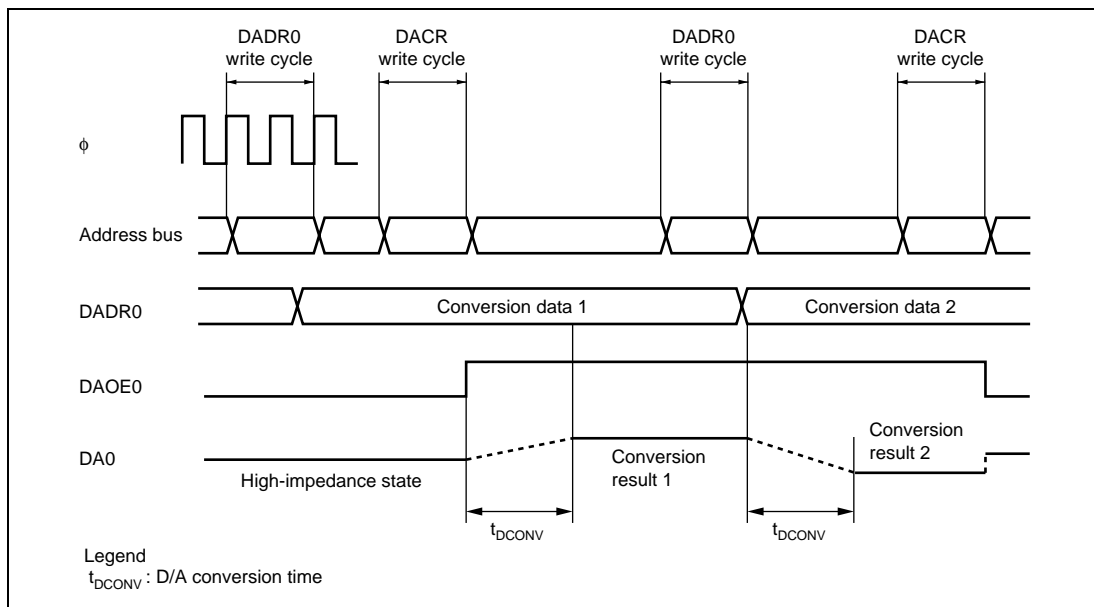 DADR0 write cycle
DACR write cycle
DADR0 write cycle
DACR write cycle
φ
Address bus
DADR0
Conversion data 1
Conversion data 2
DAOE0
DA0
High-impedance state
Conversion result 1
Conversion result 2
tDCONV
tDCONV
Legend
tDCONV : D/A conversion time